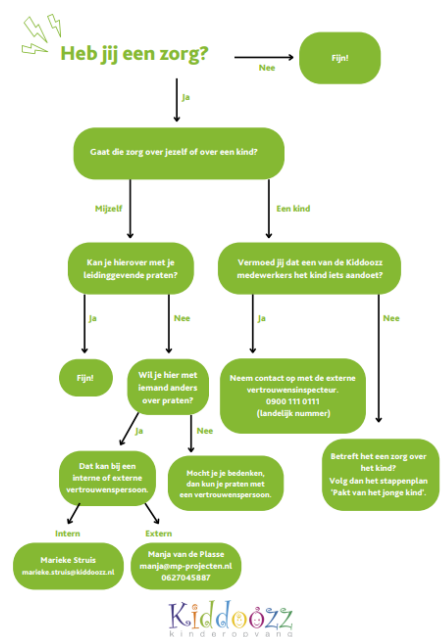 Heb jij een zorg?
Nee
Fijn!
Ja
Gaat die zorg over jezelf of over een kind?
Mijzelf
Een kind
Kan je hierover met je
leidinggevende praten?
Vermoed jij dat een van de Kiddoozz
medewerkers het kind iets aandoet?
Ja
Nee
Ja
Nee
Fijn!
Wil je hier met
iemand anders
over praten?
Neem contact op met de externe
vertrouwensinspecteur.
0900 111 0111
(landelijk nummer)
Ja
Nee
Dat kan bij een
interne of externe
vertrouwenspersoon.
Mocht je je bedenken,
dan kun je praten met
een vertrouwenspersoon.
Betreft het een zorg over
het kind?
Volg dan het stappenplan
'Pakt van het jonge kind'.
Intern
Extern
Marieke Struis
marieke.struis@kiddoozz.nl
Manja van de Plasse
manja@mp-projecten.nl
0627045887
Kiddoozz
kinderopvang